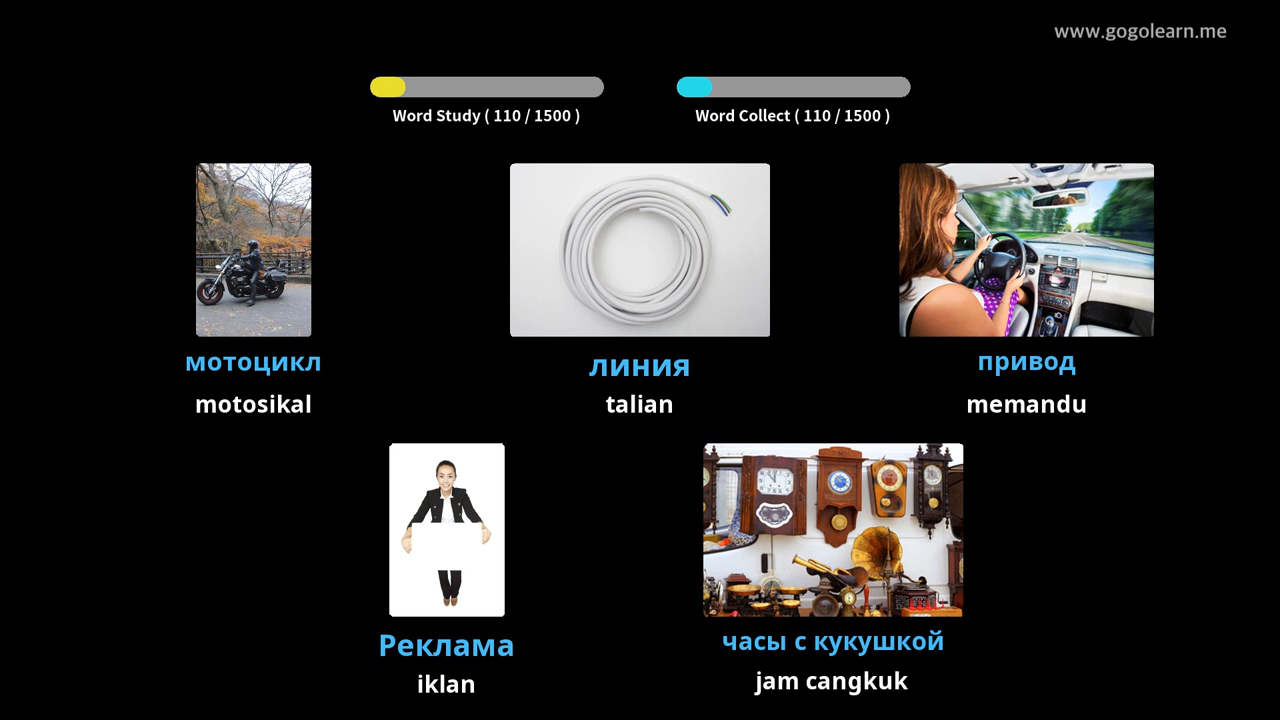 www.gogolearn.me
Word Study ( 110 / 1500 )
Word Collect ( 110 / 1500 )
мотоцикл
motosikal
линия
talian
привод
memandu
Реклама
iklan
часы с кукушкой
jam cangkuk